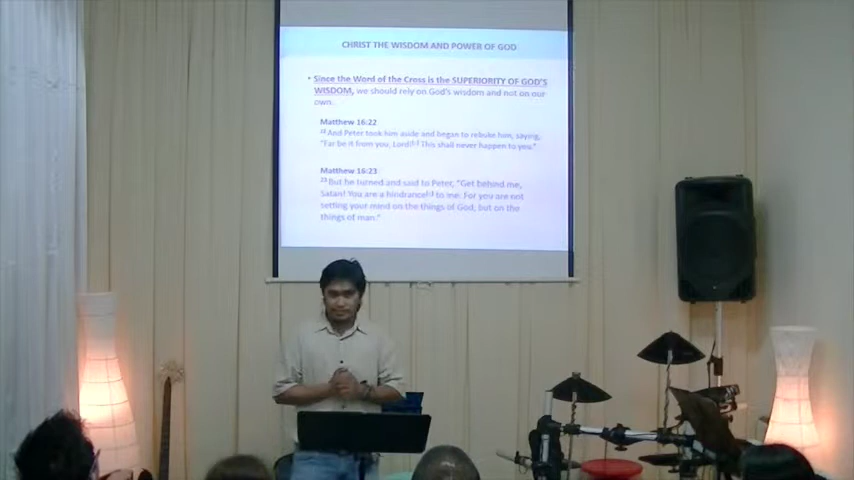 CHRIST THE WISDOM AND POWER OF GOD
• Since the Word of the Cross is the SUPERIORITY OF GOD'S
WISDOM, we should rely on God's wisdom and not on our
own.
Matthew 16:22
22 And Peter took him aside and began to rebuke him, saying,
"Far be it from you, Lord! This shall never happen to you."
Matthew 16:23
23 But he turned and said to Peter, "Get behind me,
Satan! You are a hindrance to me. For you are not
setting your mind on the things of God, but on the
things of man."